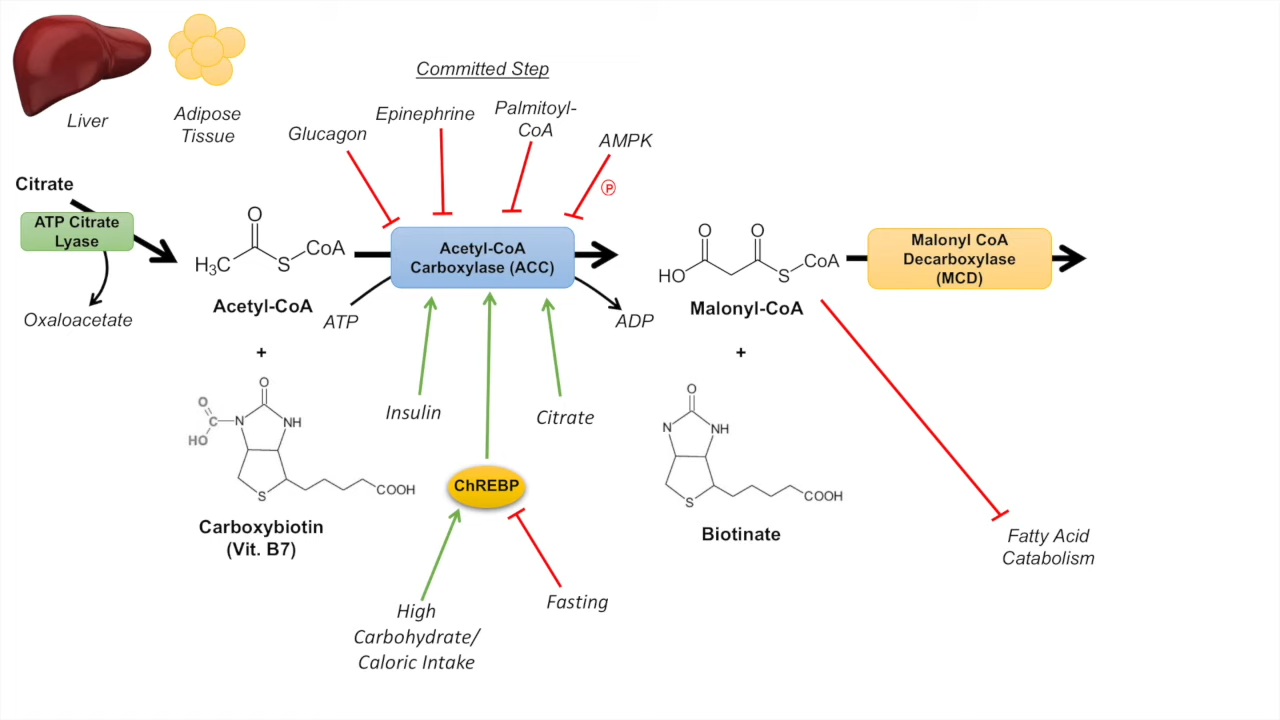 Liver
Adipose
Tissue
Committed Step
Glucagon
Epinephrine
Palmitoyl-
CoA
AMPK
P
Citrate
ATP Citrate
Lyase
Oxaloacetate
O
H3C
S
CoA
Acetyl-CoA
ATP
Acetyl-CoA
Carboxylase (ACC)
ADP
O
O
HO
S
CoA
Malonyl-CoA
Malonyl CoA
Decarboxylase
(MCD)
+
+
Insulin
Citrate
O
O
C
HO
N
NH
S
COOH
Carboxybiotin
(Vit. B7)
ChREBP
High
Carbohydrate/
Caloric Intake
Fasting
O
N
NH
S
COOH
Biotinate
Fatty Acid
Catabolism